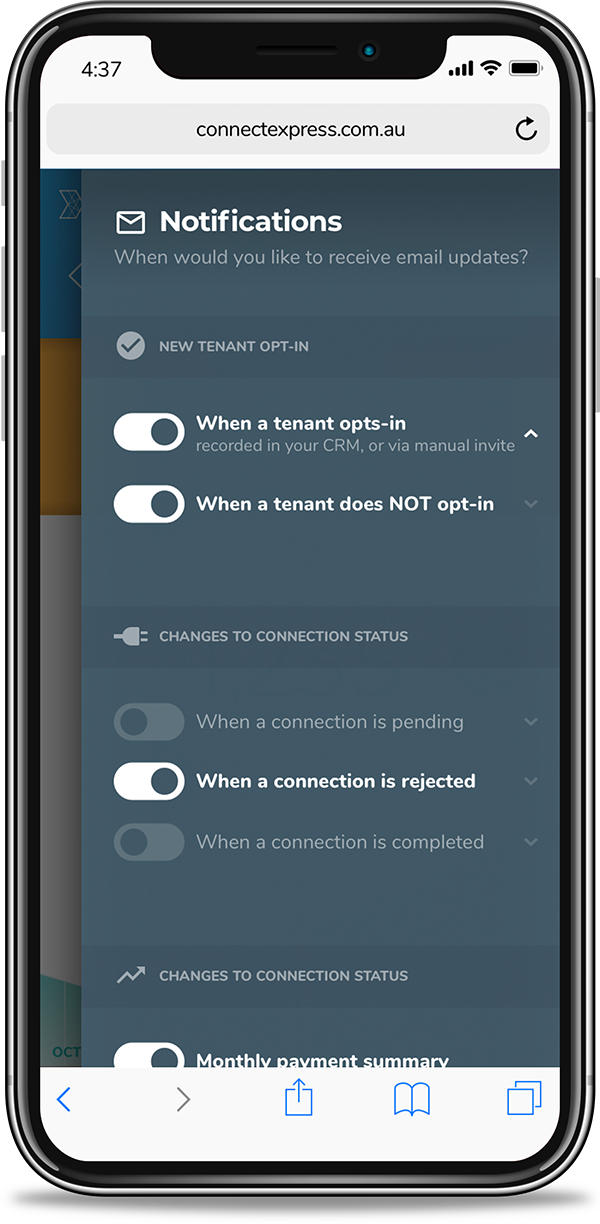 4:37
connectexpress.com.au
Notifications
When would you like to receive email updates?
NEW TENANT OPT-IN
When a tenant opts-in
recorded in your CRM, or via manual invite
When a tenant does NOT opt-in
CHANGES TO CONNECTION STATUS
When a connection is pending
When a connection is rejected
When a connection is completed
CHANGES TO CONNECTION STATUS
OCT
Monthly payment summary